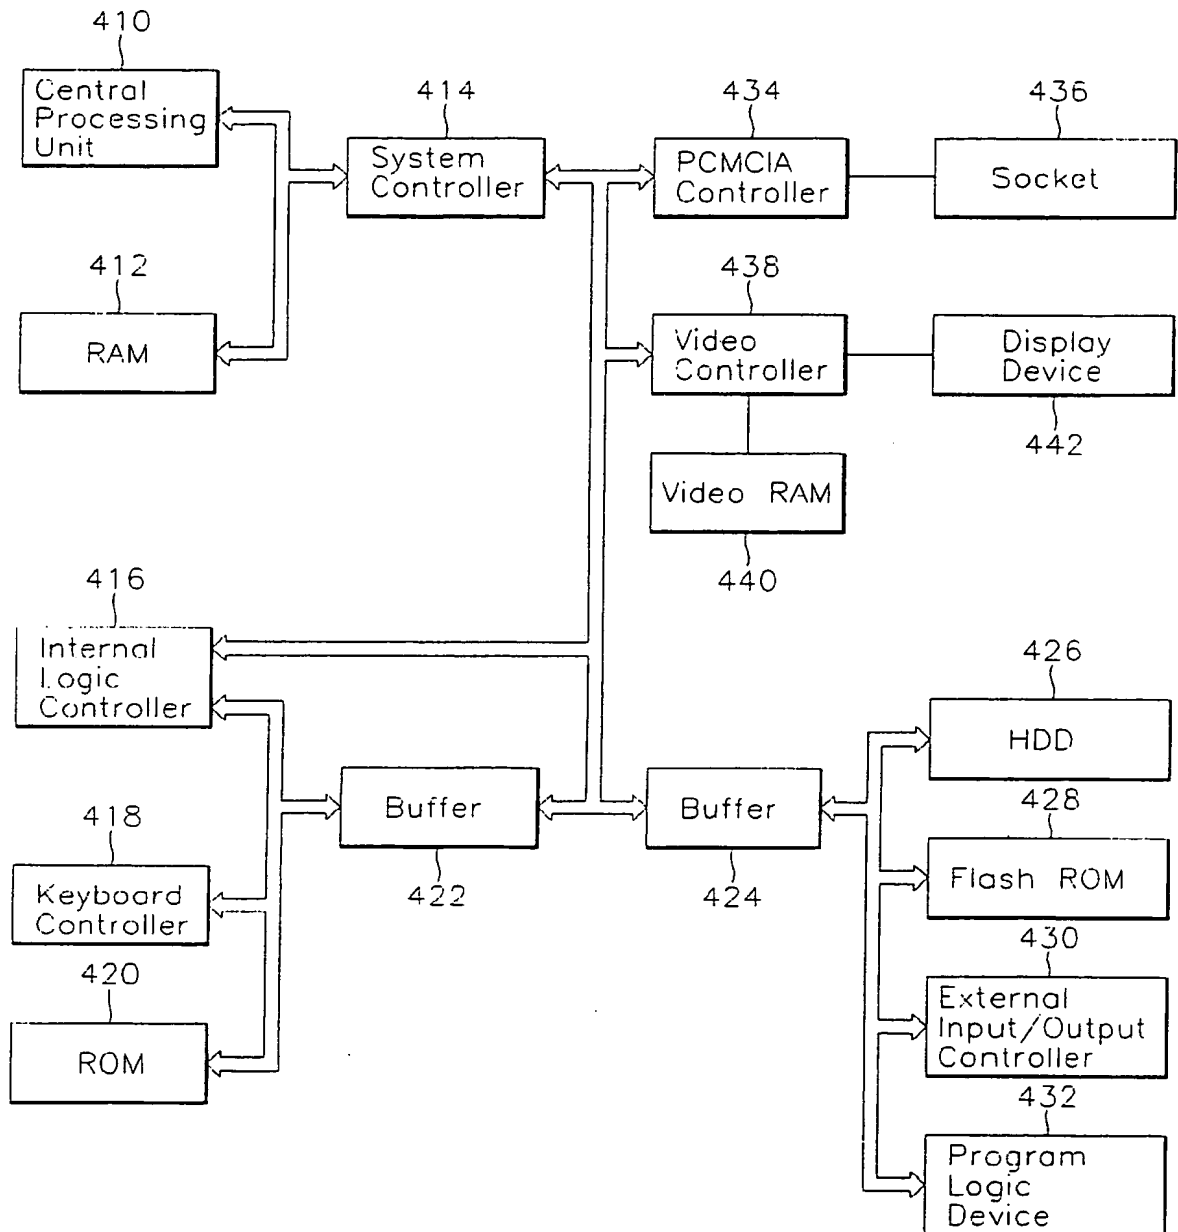 410
Central
Processing
Unit
414
System
Controller
434
PCMCIA
Controller
436
Socket
412
RAM
438
Video
Controller
Display
Device
442
Video RAM
440
416
Internal
Logic
Controller
426
HDD
418
Keyboard
Controller
Buffer
422
Buffer
424
428
Flash ROM
420
ROM
430
External
Input/Output
Controller
432
Program
Logic
Device